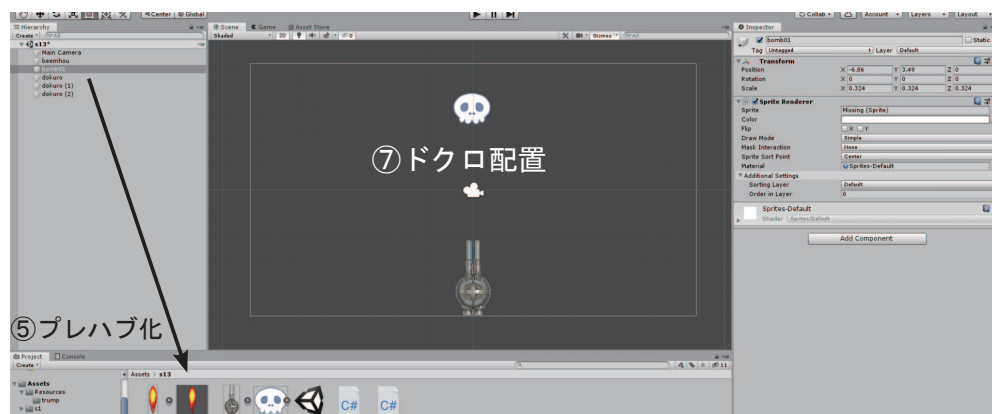 Center Global
Collab Account Layers Layout
Hierarchy
Create
s13*
Main Camera
beemhou
bomb01
dokuro
dokuro (1)
dokuro (2)
Scene Game Asset Store
Shaded 2D 0 Gizmos
⑦ドクロ配置
⑤プレハブ化
Inspector
bomb01 Static
Tag Untagged Layer Default
Transform
Position X -6.86 Y 3.49 Z 0
Rotation X 0 Y 0 Z 0
Scale X 0.324 Y 0.324 Z 0.324
Sprite Renderer
Sprite Missing (Sprite)
Color
Flip X Y
Draw Mode Simple
Mask Interaction None
Sprite Sort Point Center
Material Sprites-Default
Additional Settings
Sorting Layer Default
Order in Layer 0
Sprites-Default
Shader Sprites/Default
Add Component
Project Console
Create 11
Assets > s13
Assets
Resources
trump
s1
C# C#